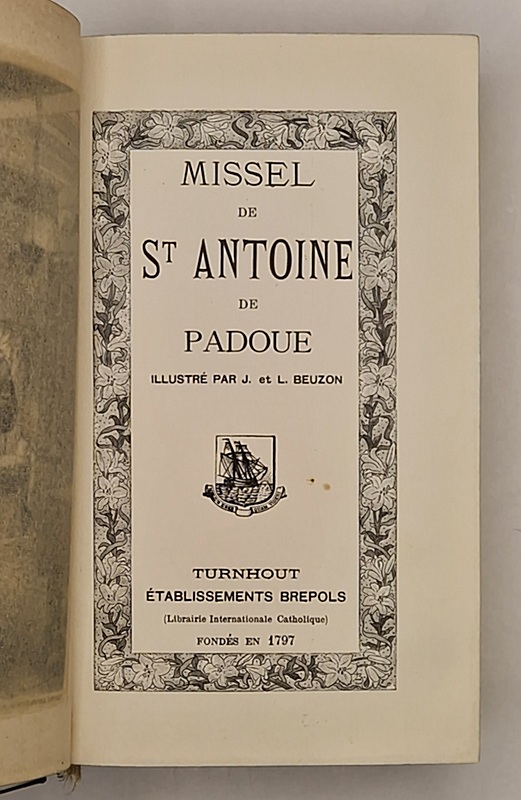 MISSEL
DE
ST ANTOINE
DE
PADOUE
ILLUSTRÉ PAR J. et L. BEUZON
TURNHOUT
ÉTABLISSEMENTS BREPOLS
(Librairie Internationale Catholique)
FONDÉS EN 1797